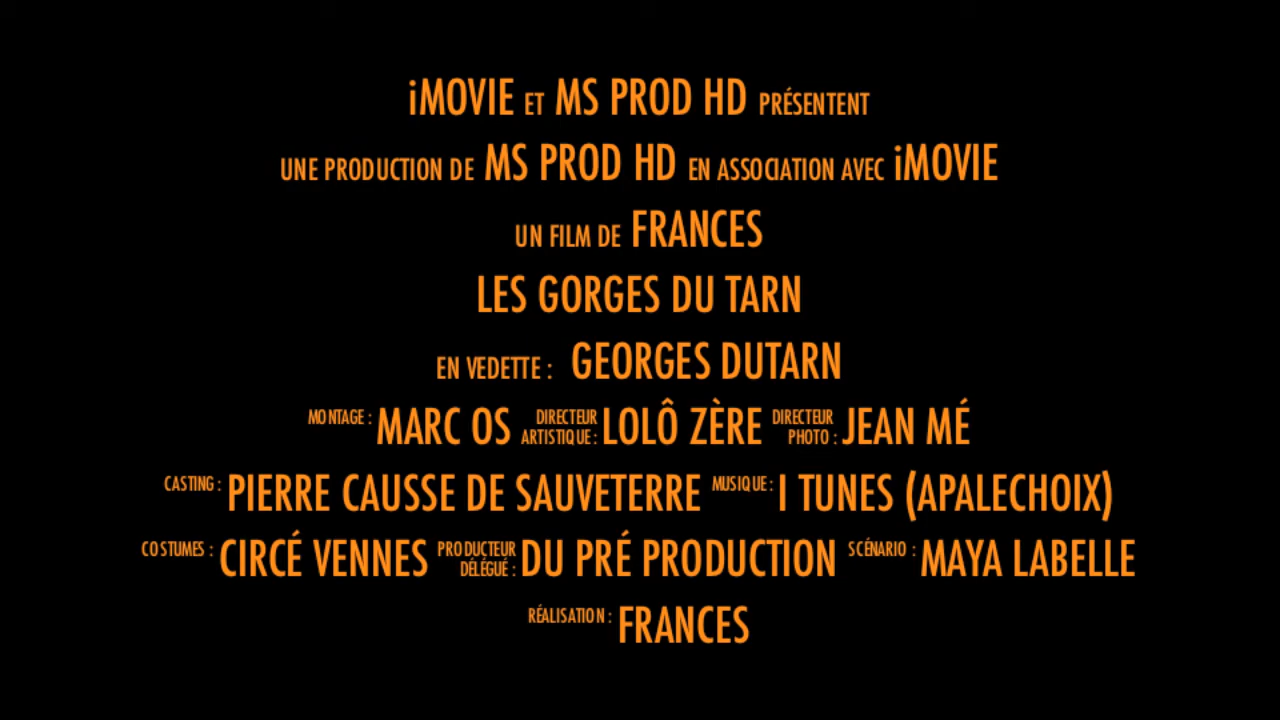 iMOVIE ET MS PROD HD PRÉSENTENT
UNE PRODUCTION DE MS PROD HD EN ASSOCIATION AVEC iMOVIE
UN FILM DE FRANCES
LES GORGES DU TARN
EN VEDETTE : GEORGES DUTARN
MONTAGE : MARC OS DIRECTEUR ARTISTIQUE : LOLÔ ZÈRE DIRECTEUR PHOTO : JEAN MÉ
CASTING : PIERRE CAUSSE DE SAUVETERRE MUSIQUE : I TUNES (APALECHOIX)
COSTUMES : CIRCÉ VENNES PRODUCTEUR DÉLÉGUÉ : DU PRÉ PRODUCTION SCÉNARIO : MAYA LABELLE
RÉALISATION : FRANCES